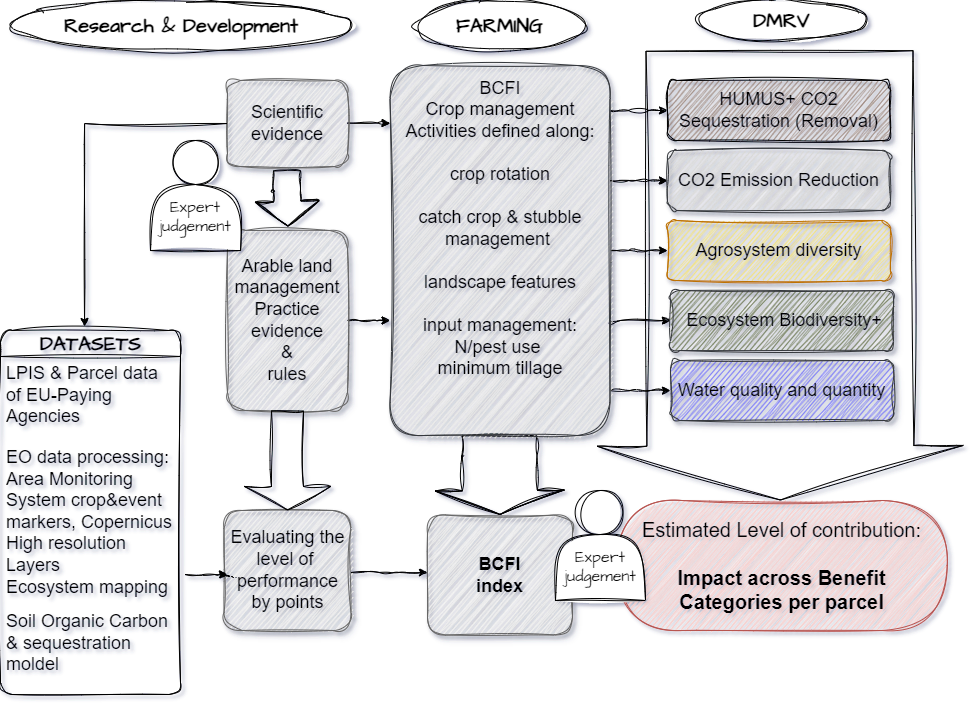 Research & Development
FARMING
DMRV
Scientific
evidence
Expert
judgement
Arable land
management
Practice
evidence
&
rules
DATASETS
LPIS & Parcel data
of EU-Paying
Agencies
EO data processing:
Area Monitoring
System crop&event
markers, Copernicus
High resolution
Layers
Ecosystem mapping
Soil Organic Carbon
& sequestration
moldel
Evaluating the
level of
performance
by points
BCFI
Crop management
Activities defined along:
crop rotation
catch crop & stubble
management
landscape features
input management:
N/pest use
minimum tillage
BCFI
index
HUMUS+ CO2
Sequestration (Removal)
CO2 Emission Reduction
Agrosystem diversity
Ecosystem Biodiversity+
Water quality and quantity
Expert
judgement
Estimated Level of contribution:
Impact across Benefit
Categories per parcel